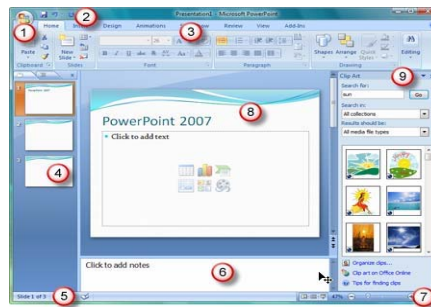 Presentation1 - Microsoft PowerPoint
2
Home
Design
Animations
Review
View
Add-Ins
1
3
Paste
New
Slide
Shapes
Arrange
Quick
Styles
Editing
Clipboard
Slides
Font
Paragraph
Drawing
Clip Art
9
Search for:
sun
Go
Search in:
All collections
Results should be:
All media file types
PowerPoint 2007
8
Click to add text
4
Click to add notes
6
Organize clips...
Clip art on Office Online
Tips for finding clips
Slide 1 of 3
5
47%
7